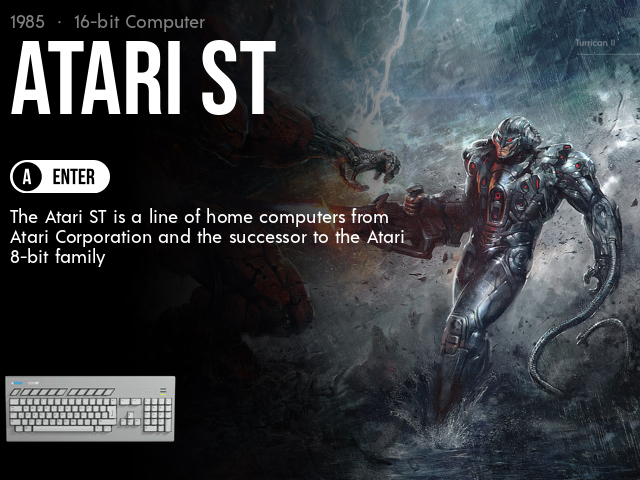 1985 · 16-bit Computer
ATARI ST
Turrican II
A ENTER
The Atari ST is a line of home computers from
Atari Corporation and the successor to the Atari
8-bit family